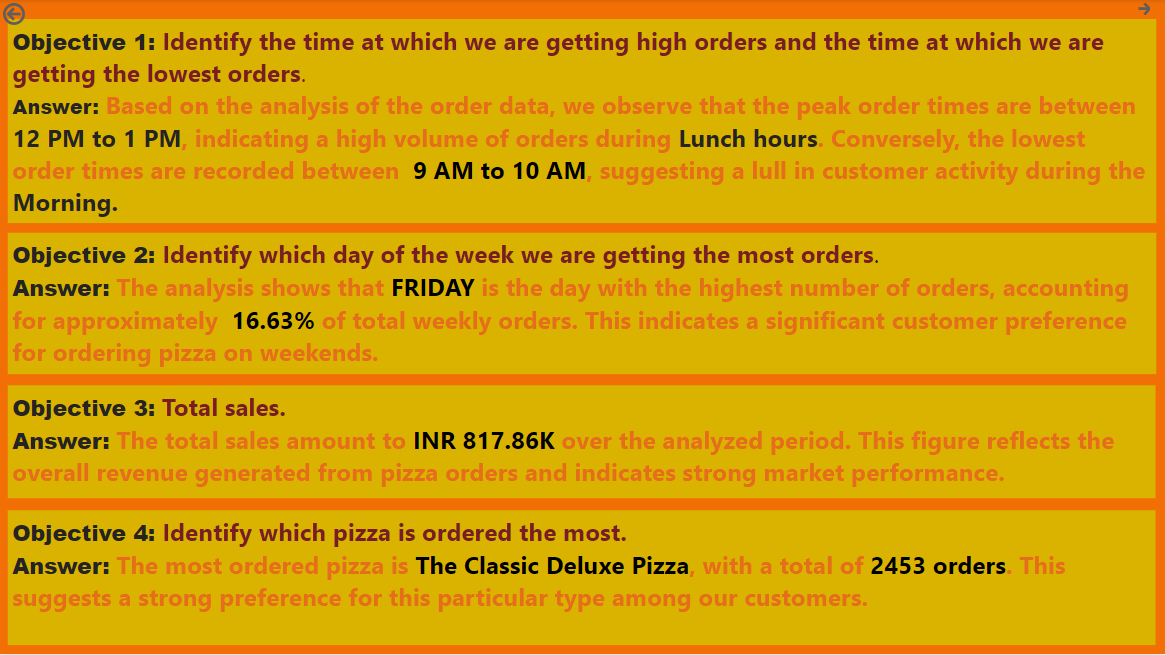 Objective 1: Identify the time at which we are getting high orders and the time at which we are
getting the lowest orders.
Answer: Based on the analysis of the order data, we observe that the peak order times are between
12 PM to 1 PM, indicating a high volume of orders during Lunch hours. Conversely, the lowest
order times are recorded between 9 AM to 10 AM, suggesting a lull in customer activity during the
Morning.
Objective 2: Identify which day of the week we are getting the most orders.
Answer: The analysis shows that FRIDAY is the day with the highest number of orders, accounting
for approximately 16.63% of total weekly orders. This indicates a significant customer preference
for ordering pizza on weekends.
Objective 3: Total sales.
Answer: The total sales amount to INR 817.86K over the analyzed period. This figure reflects the
overall revenue generated from pizza orders and indicates strong market performance.
Objective 4: Identify which pizza is ordered the most.
Answer: The most ordered pizza is The Classic Deluxe Pizza, with a total of 2453 orders. This
suggests a strong preference for this particular type among our customers.